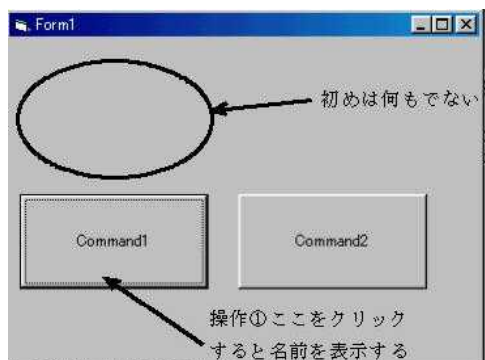 Form1
初めは何もでない
Command1
Command2
操作①ここをクリック
すると名前を表示する